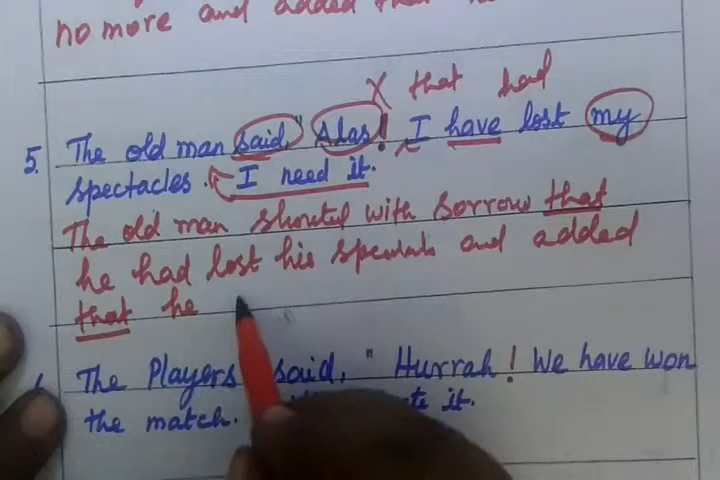 no more and added that
X that had
5. The old man said, " Alas! I have lost my
spectacles. I need it.
The old man shouted with sorrow that
he had lost his spectacls and added
that he
The Players said, " Hurrah! We have won
the match. it.